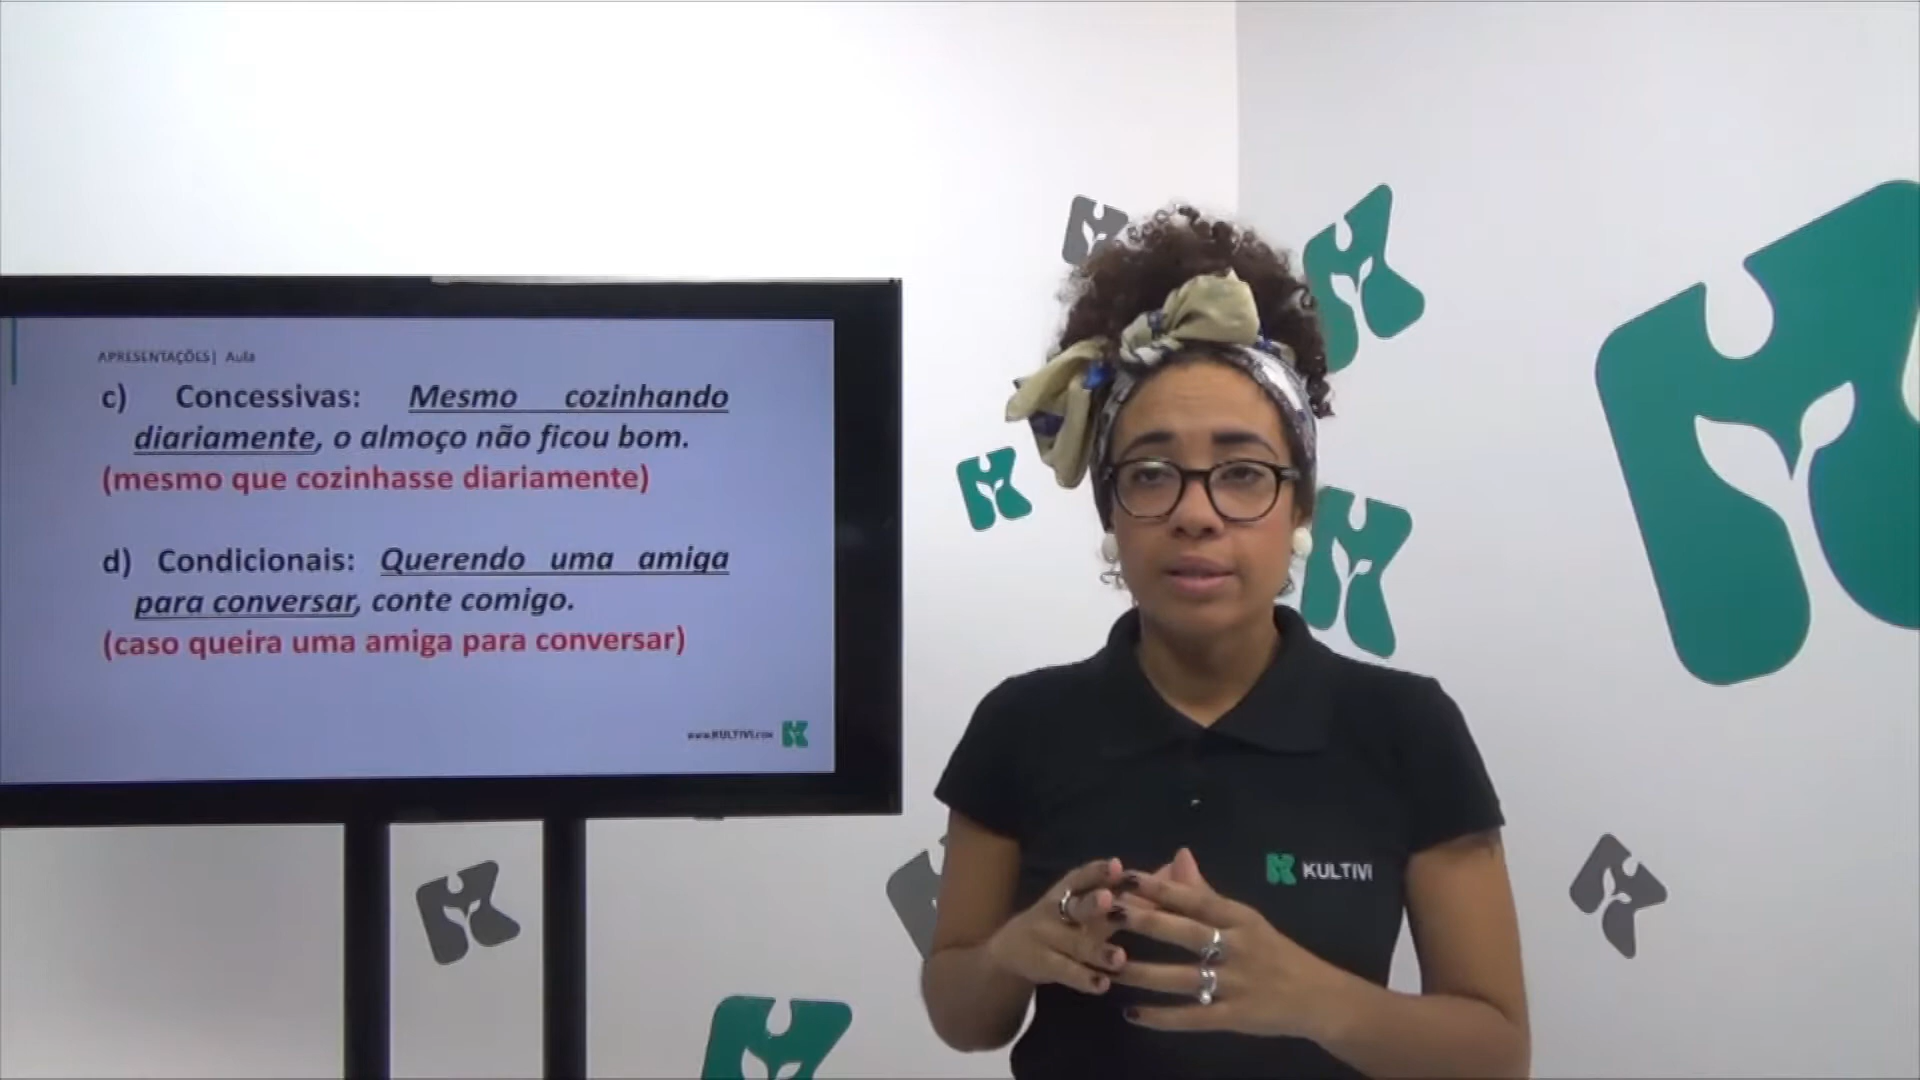 APRESENTAÇÕES| Aula
c) Concessivas: Mesmo cozinhando
diariamente, o almoço não ficou bom.
(mesmo que cozinhasse diariamente)
d) Condicionais: Querendo uma amiga
para conversar, conte comigo.
(caso queira uma amiga para conversar)
www.KULTIVI.com
KULTIVI